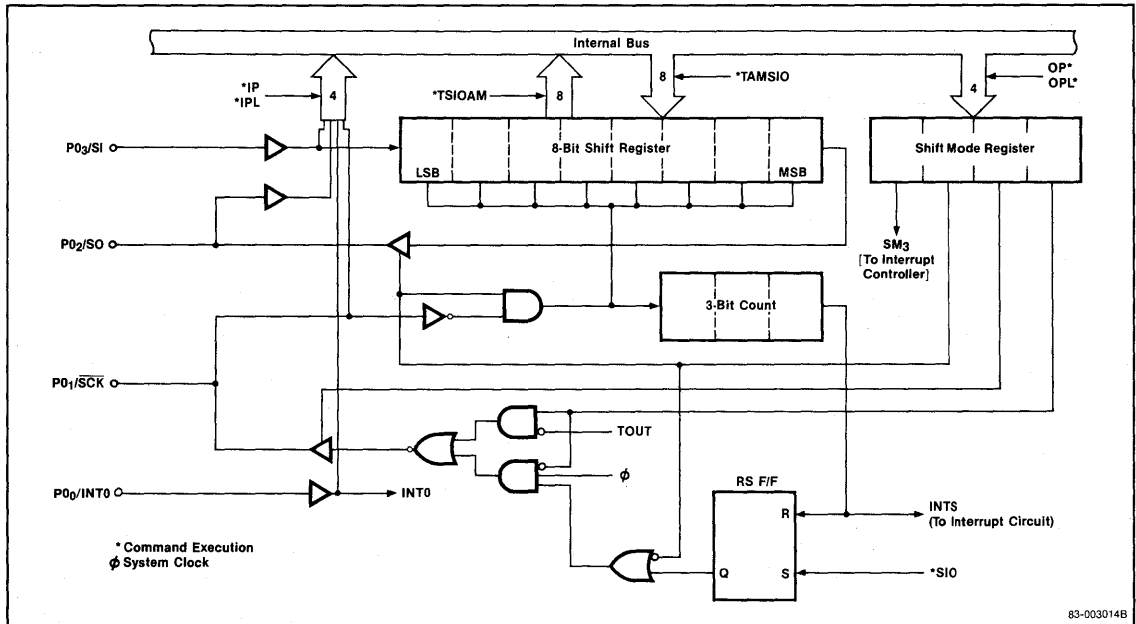 Internal Bus
*IP
*IPL
4
*TSIOAM
8
8
*TAMSIO
4
OP*
OPL*
P0₃/SI
8-Bit Shift Register
LSB
MSB
Shift Mode Register
P0₂/SO
SM₃
[To Interrupt
Controller]
3-Bit Count
P0₁/S̅C̅K̅
TOUT
ϕ
P0₀/INT0
INT0
RS F/F
R
INTS
(To Interrupt Circuit)
Q
S
*SIO
* Command Execution
ϕ System Clock
83-003014B